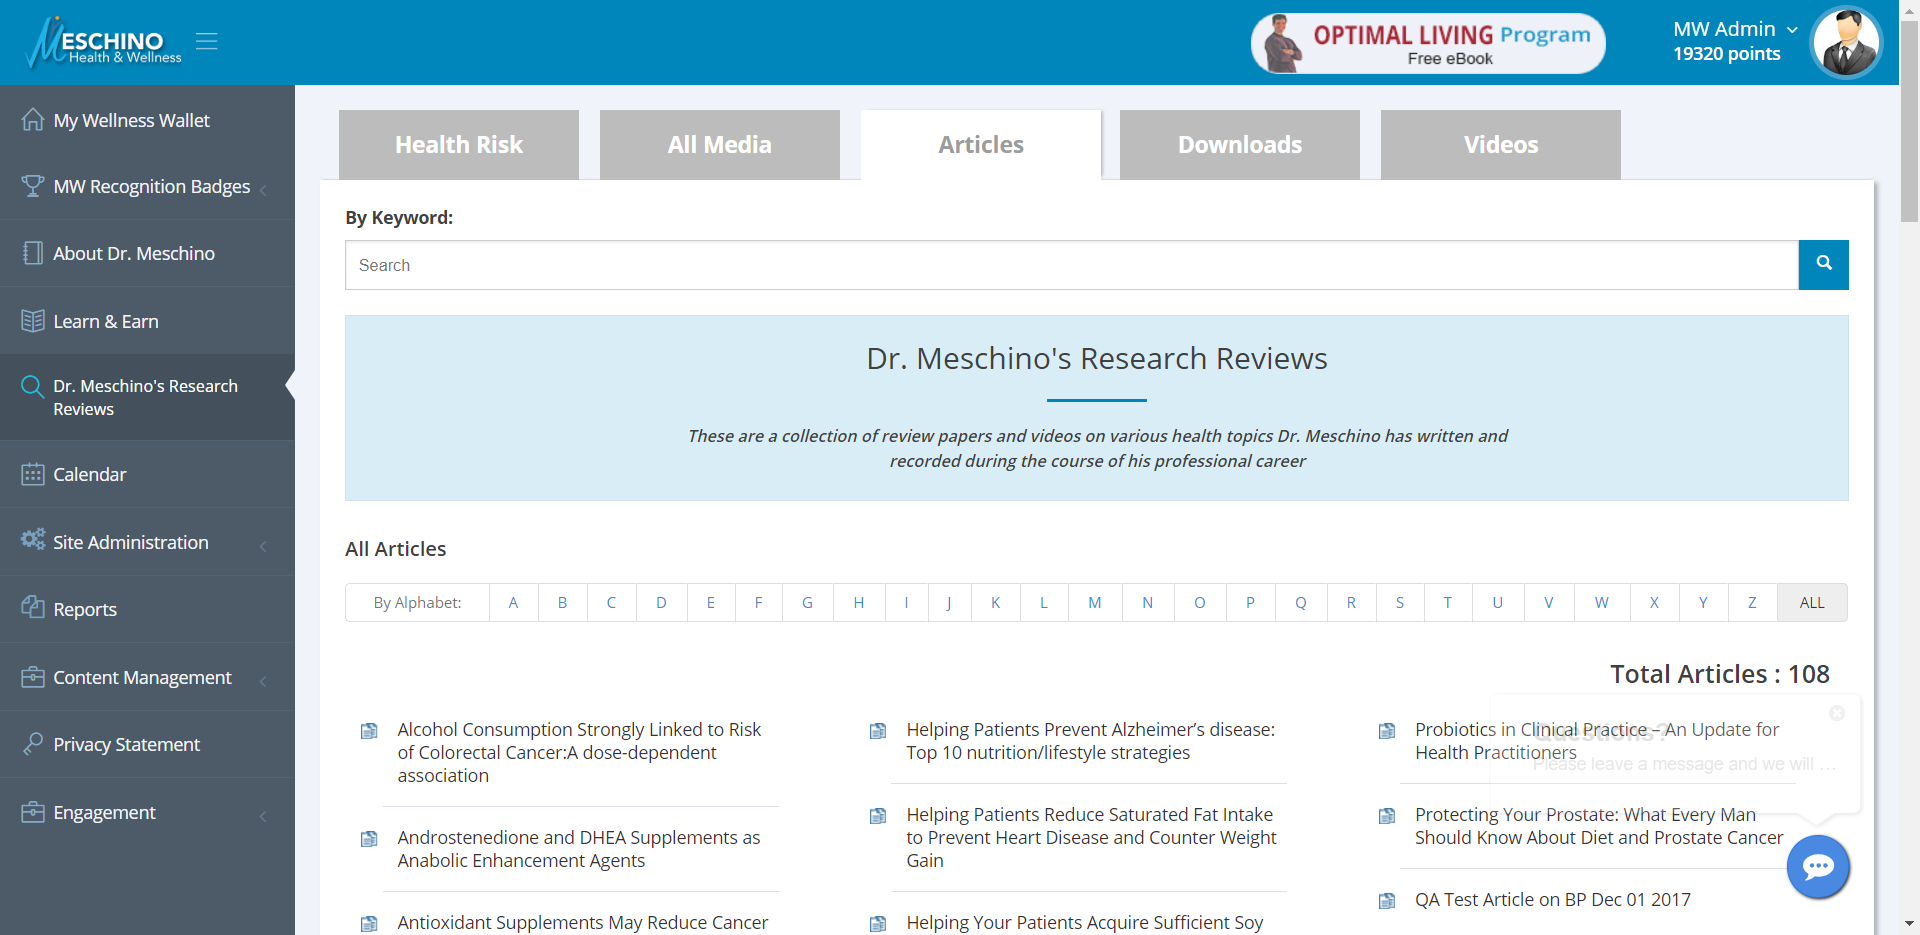 MESCHINO
Health & Wellness
OPTIMAL LIVING Program
Free eBook
MW Admin
19320 points
My Wellness Wallet
MW Recognition Badges
About Dr. Meschino
Learn & Earn
Dr. Meschino's Research
Reviews
Calendar
Site Administration
Reports
Content Management
Privacy Statement
Engagement
Health Risk
All Media
Articles
Downloads
Videos
By Keyword:
Search
Dr. Meschino's Research Reviews
These are a collection of review papers and videos on various health topics Dr. Meschino has written and
recorded during the course of his professional career
All Articles
By Alphabet: A B C D E F G H I J K L M N O P Q R S T U V W X Y Z ALL
Total Articles : 108
Alcohol Consumption Strongly Linked to Risk
of Colorectal Cancer:A dose-dependent
association
Androstenedione and DHEA Supplements as
Anabolic Enhancement Agents
Antioxidant Supplements May Reduce Cancer
Helping Patients Prevent Alzheimer’s disease:
Top 10 nutrition/lifestyle strategies
Helping Patients Reduce Saturated Fat Intake
to Prevent Heart Disease and Counter Weight
Gain
Helping Your Patients Acquire Sufficient Soy
Probiotics in Clinical Practice – An Update for
Health Practitioners
Protecting Your Prostate: What Every Man
Should Know About Diet and Prostate Cancer
QA Test Article on BP Dec 01 2017
Questions?
Please leave a message and we will ...